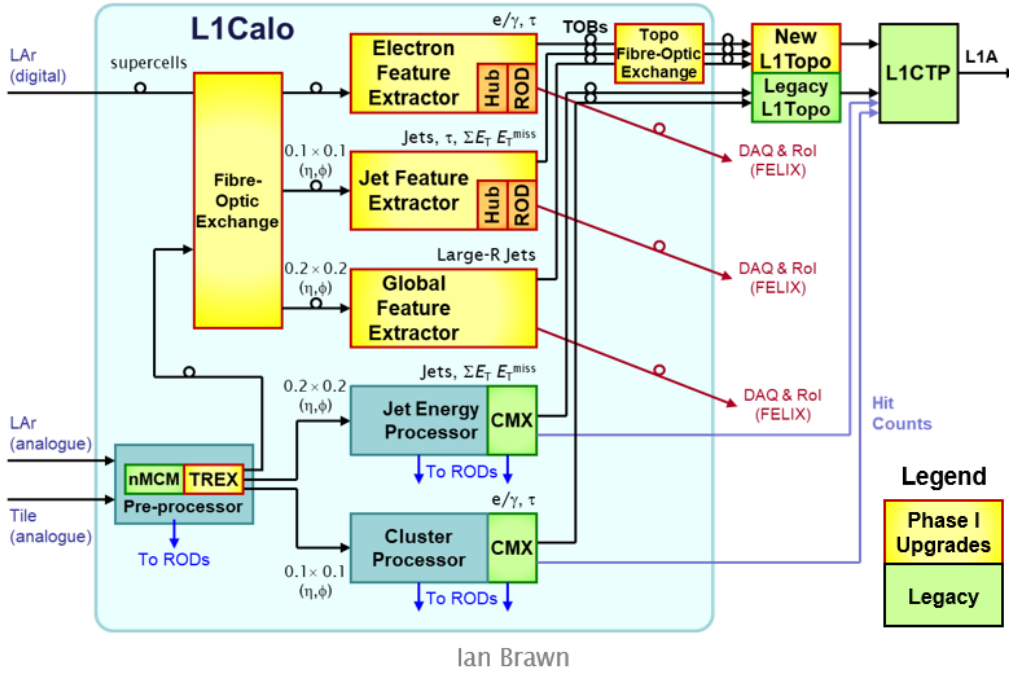 L1Calo
LAr
(digital)
supercells
Fibre-
Optic
Exchange
e/γ, τ
Electron
Feature
Extractor
Hub
ROD
TOBs
Topo
Fibre-Optic
Exchange
New
L1Topo
Legacy
L1Topo
L1CTP
L1A
0.1 × 0.1
(η,ϕ)
Jets, τ, ΣE_T E_T^miss
Jet Feature
Extractor
Hub
ROD
DAQ & RoI
(FELIX)
0.2 × 0.2
(η,ϕ)
Large-R Jets
Global
Feature
Extractor
DAQ & RoI
(FELIX)
DAQ & RoI
(FELIX)
Hit
Counts
0.2 × 0.2
(η,ϕ)
Jets, ΣE_T E_T^miss
Jet Energy
Processor
CMX
To RODs
LAr
(analogue)
Tile
(analogue)
nMCM
TREX
Pre-processor
To RODs
0.1 × 0.1
(η,ϕ)
e/γ, τ
Cluster
Processor
CMX
To RODs
Legend
Phase I
Upgrades
Legacy
Ian Brawn